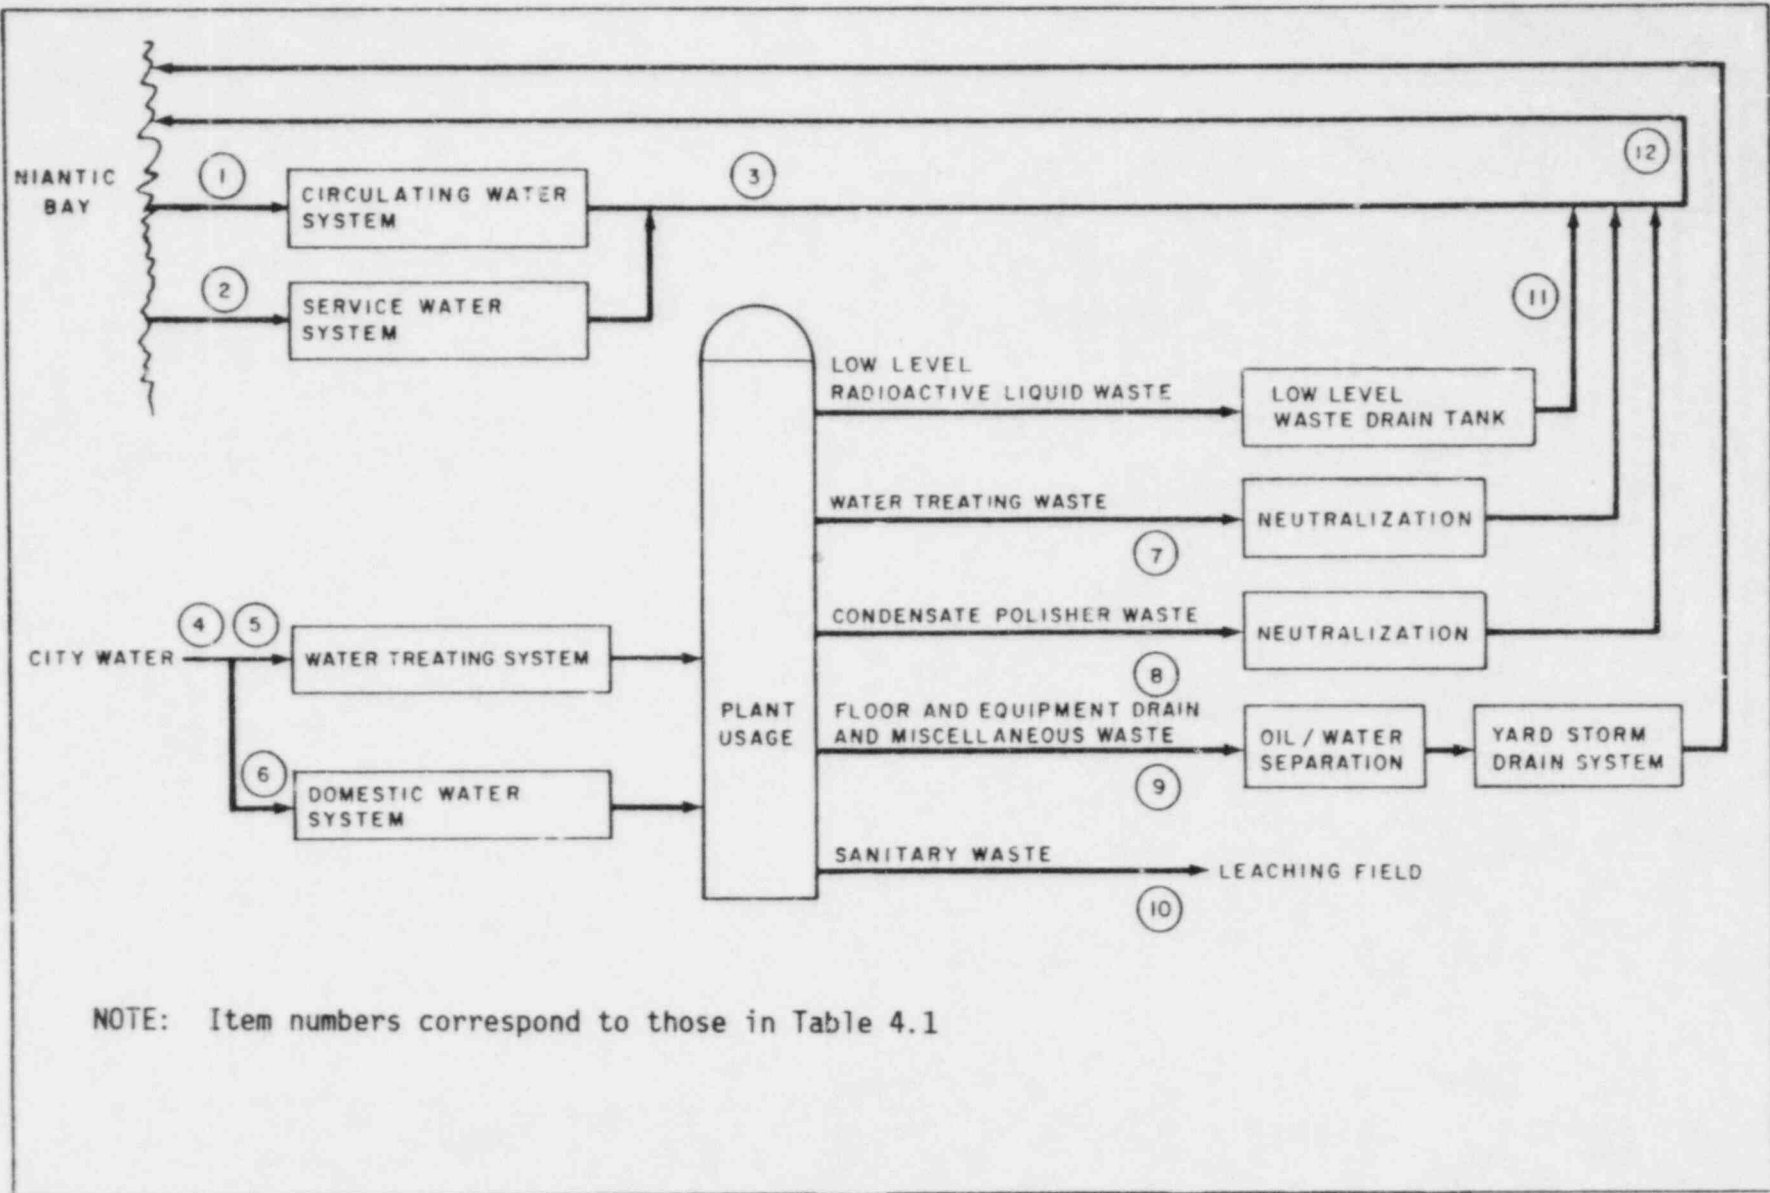 NIANTIC
BAY
1
CIRCULATING WATER
SYSTEM
3
12
2
SERVICE WATER
SYSTEM
11
LOW LEVEL
RADIOACTIVE LIQUID WASTE
LOW LEVEL
WASTE DRAIN TANK
WATER TREATING WASTE
7
NEUTRALIZATION
CITY WATER
4
5
WATER TREATING SYSTEM
CONDENSATE POLISHER WASTE
8
NEUTRALIZATION
6
DOMESTIC WATER
SYSTEM
PLANT
USAGE
FLOOR AND EQUIPMENT DRAIN
AND MISCELLANEOUS WASTE
9
OIL / WATER
SEPARATION
YARD STORM
DRAIN SYSTEM
SANITARY WASTE
10
LEACHING FIELD
NOTE: Item numbers correspond to those in Table 4.1